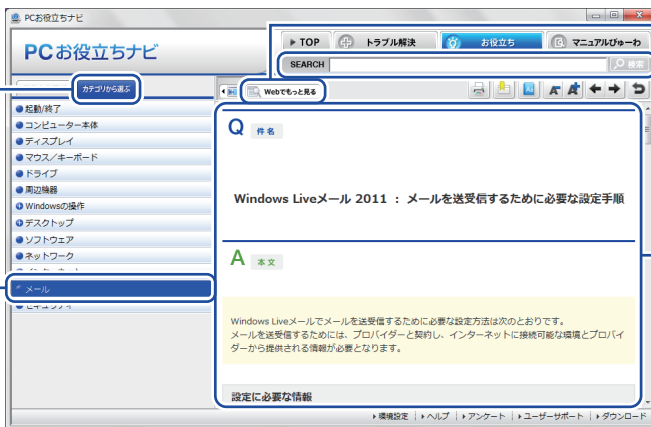 PCお役立ちナビ
PCお役立ちナビ
TOP
トラブル解決
お役立ち
マニュアルびゅーわ
SEARCH
検索
カテゴリから選ぶ
Webでもっと見る
起動/終了
コンピューター本体
ディスプレイ
マウス/キーボード
ドライブ
周辺機器
Windowsの操作
デスクトップ
ソフトウェア
ネットワーク
メール
Q 件名
Windows Liveメール 2011 : メールを送受信するために必要な設定手順
A 本文
Windows Liveメールでメールを送受信するために必要な設定方法は次のとおりです。
メールを送受信するためには、プロバイダーと契約し、インターネットに接続可能な環境とプロバイ
ダーから提供される情報が必要となります。
設定に必要な情報
環境設定
ヘルプ
アンケート
ユーザーサポート
ダウンロード